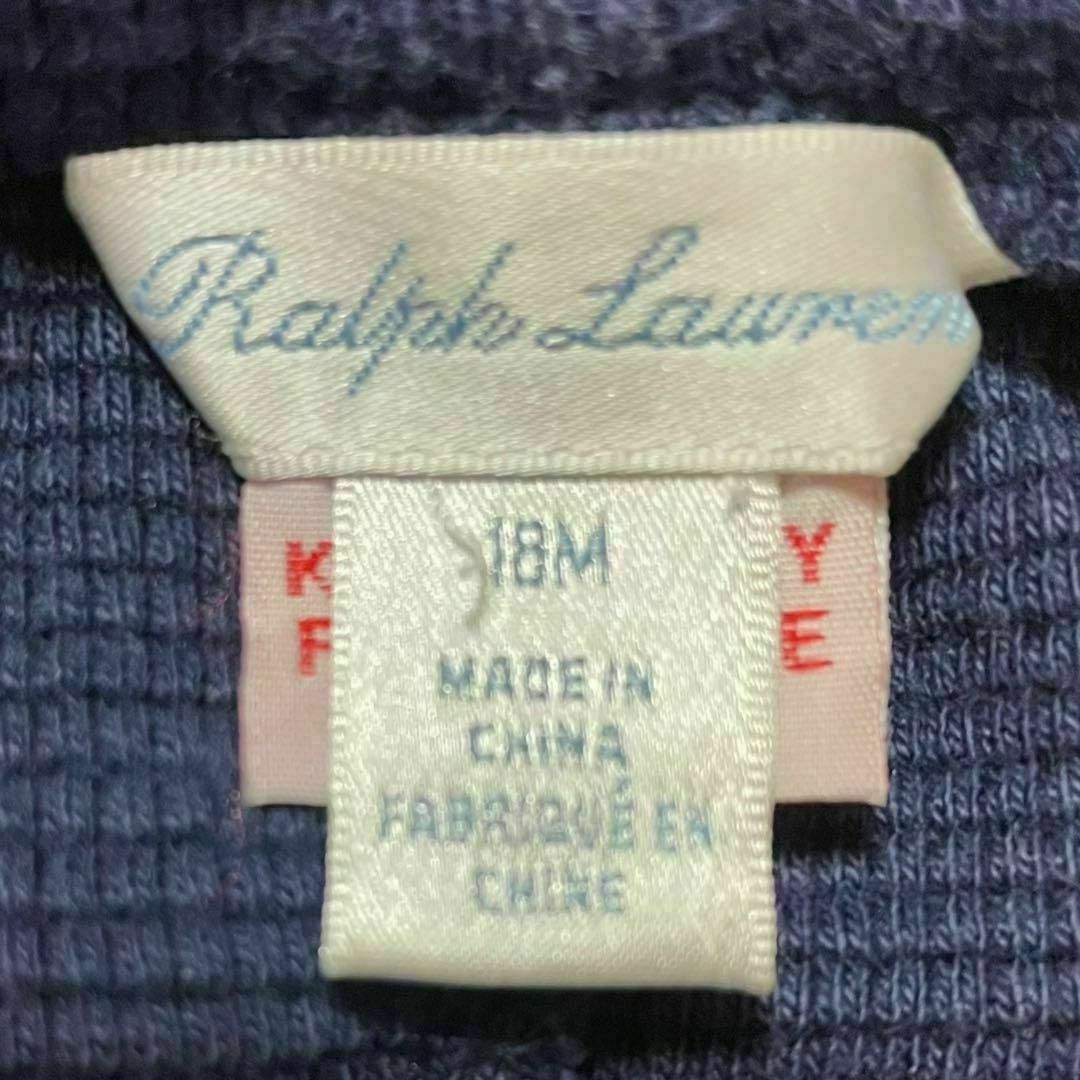 Ralph Lauren
18M
MADE IN
CHINA
FABRIQUÉ EN
CHINE